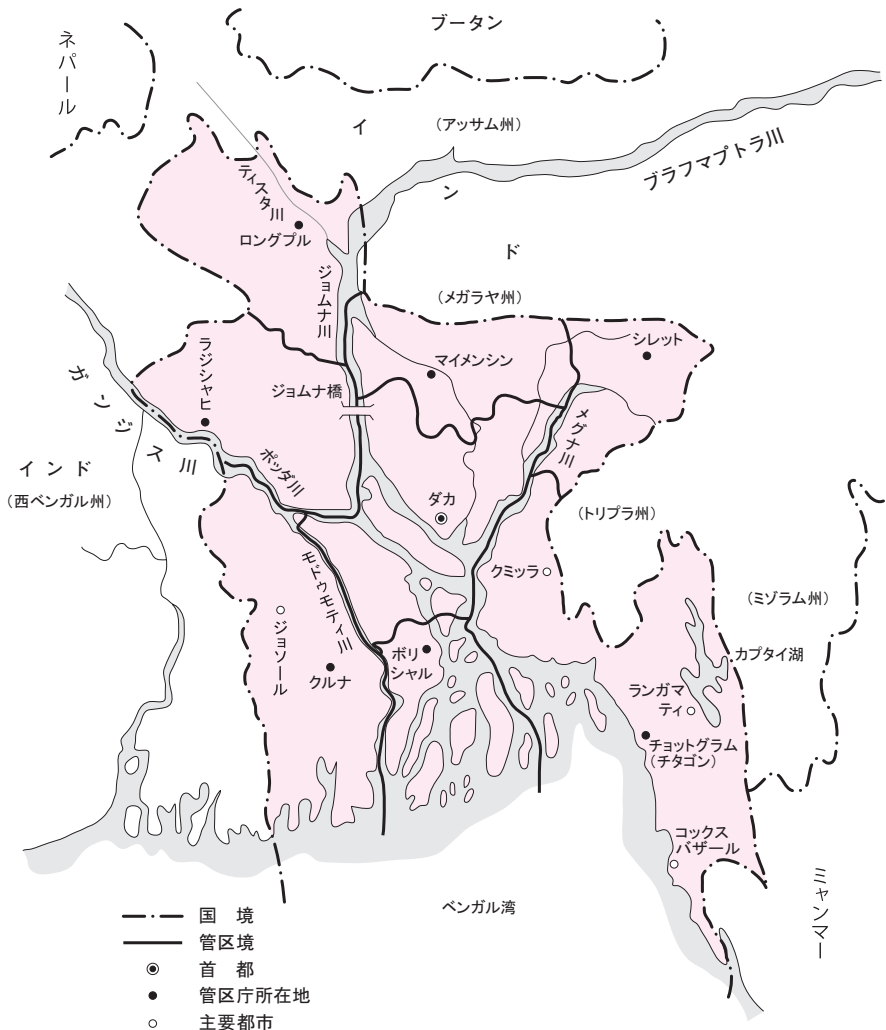 ネパール
ブータン
イ
ン
ド
(アッサム州)
ブラフマプトラ川
ティスタ川
ロングプル
ジョムナ川
(メガラヤ州)
ラジシャヒ
マイメンシン
シレット
ガンジス川
ジョムナ橋
メグナ川
インド
(西ベンガル州)
ポッダ川
ダカ
(トリプラ州)
クミッラ
モドゥモティ川
(ミゾラム州)
ジョソール
ボリ
シャル
カプタイ湖
クルナ
ランガマ
ティ
チョットグラム
(チタゴン)
コックス
バザール
ミャンマー
ベンガル湾
国 境
管区境
首 都
管区庁所在地
主要都市